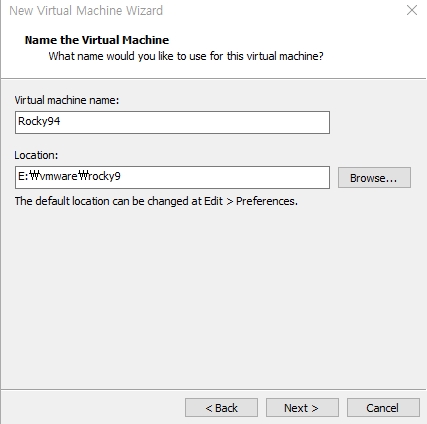 New Virtual Machine Wizard
Name the Virtual Machine
What name would you like to use for this virtual machine?
Virtual machine name:
Rocky94
Location:
E:₩vmware₩rocky9
Browse...
The default location can be changed at Edit > Preferences.
< Back
Next >
Cancel